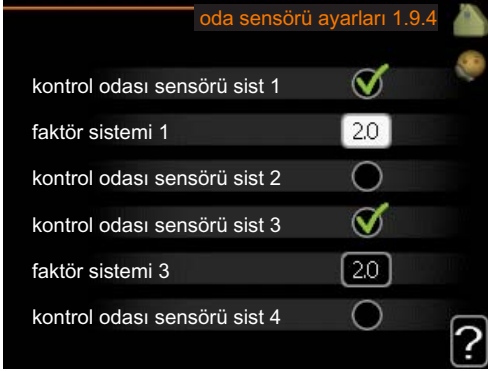 oda sensörü ayarları 1.9.4
kontrol odası sensörü sist 1
faktör sistemi 1 2.0
kontrol odası sensörü sist 2
kontrol odası sensörü sist 3
faktör sistemi 3 2.0
kontrol odası sensörü sist 4
?